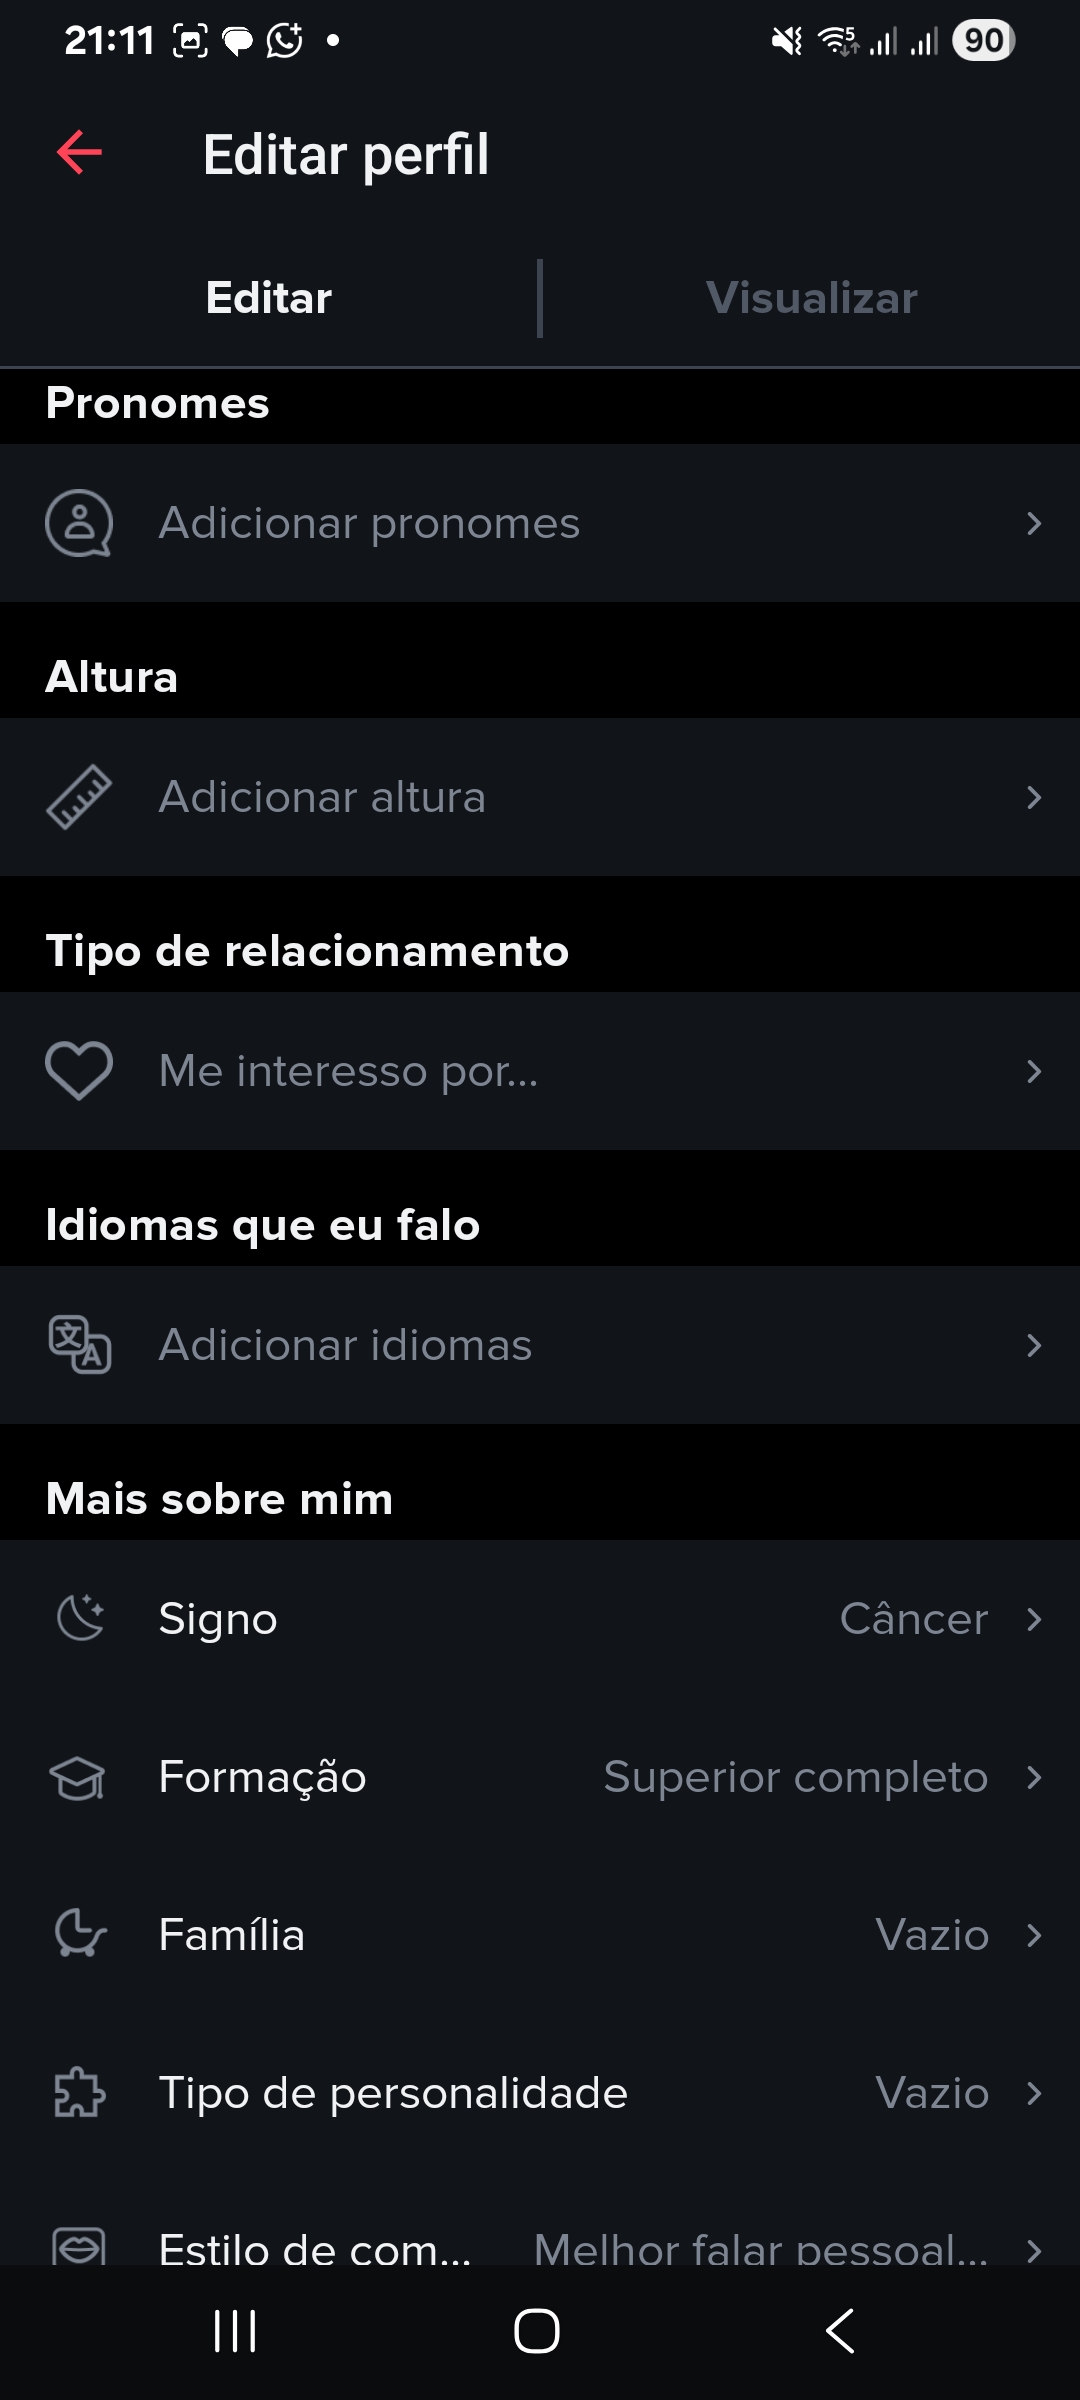 21:11
5
90
Editar perfil
Editar
Visualizar
Pronomes
Adicionar pronomes
Altura
Adicionar altura
Tipo de relacionamento
Me interesso por...
Idiomas que eu falo
文 A
Adicionar idiomas
Mais sobre mim
Signo Câncer
Formação Superior completo
Família Vazio
Tipo de personalidade Vazio
Estilo de com... Melhor falar pessoal...